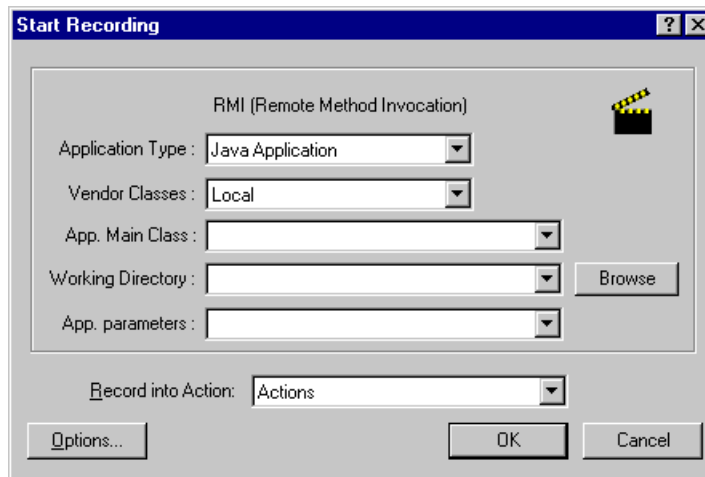 Start Recording
RMI (Remote Method Invocation)
Application Type : Java Application
Vendor Classes : Local
App. Main Class :
Working Directory : Browse
App. parameters :
Record into Action: Actions
Options... OK Cancel